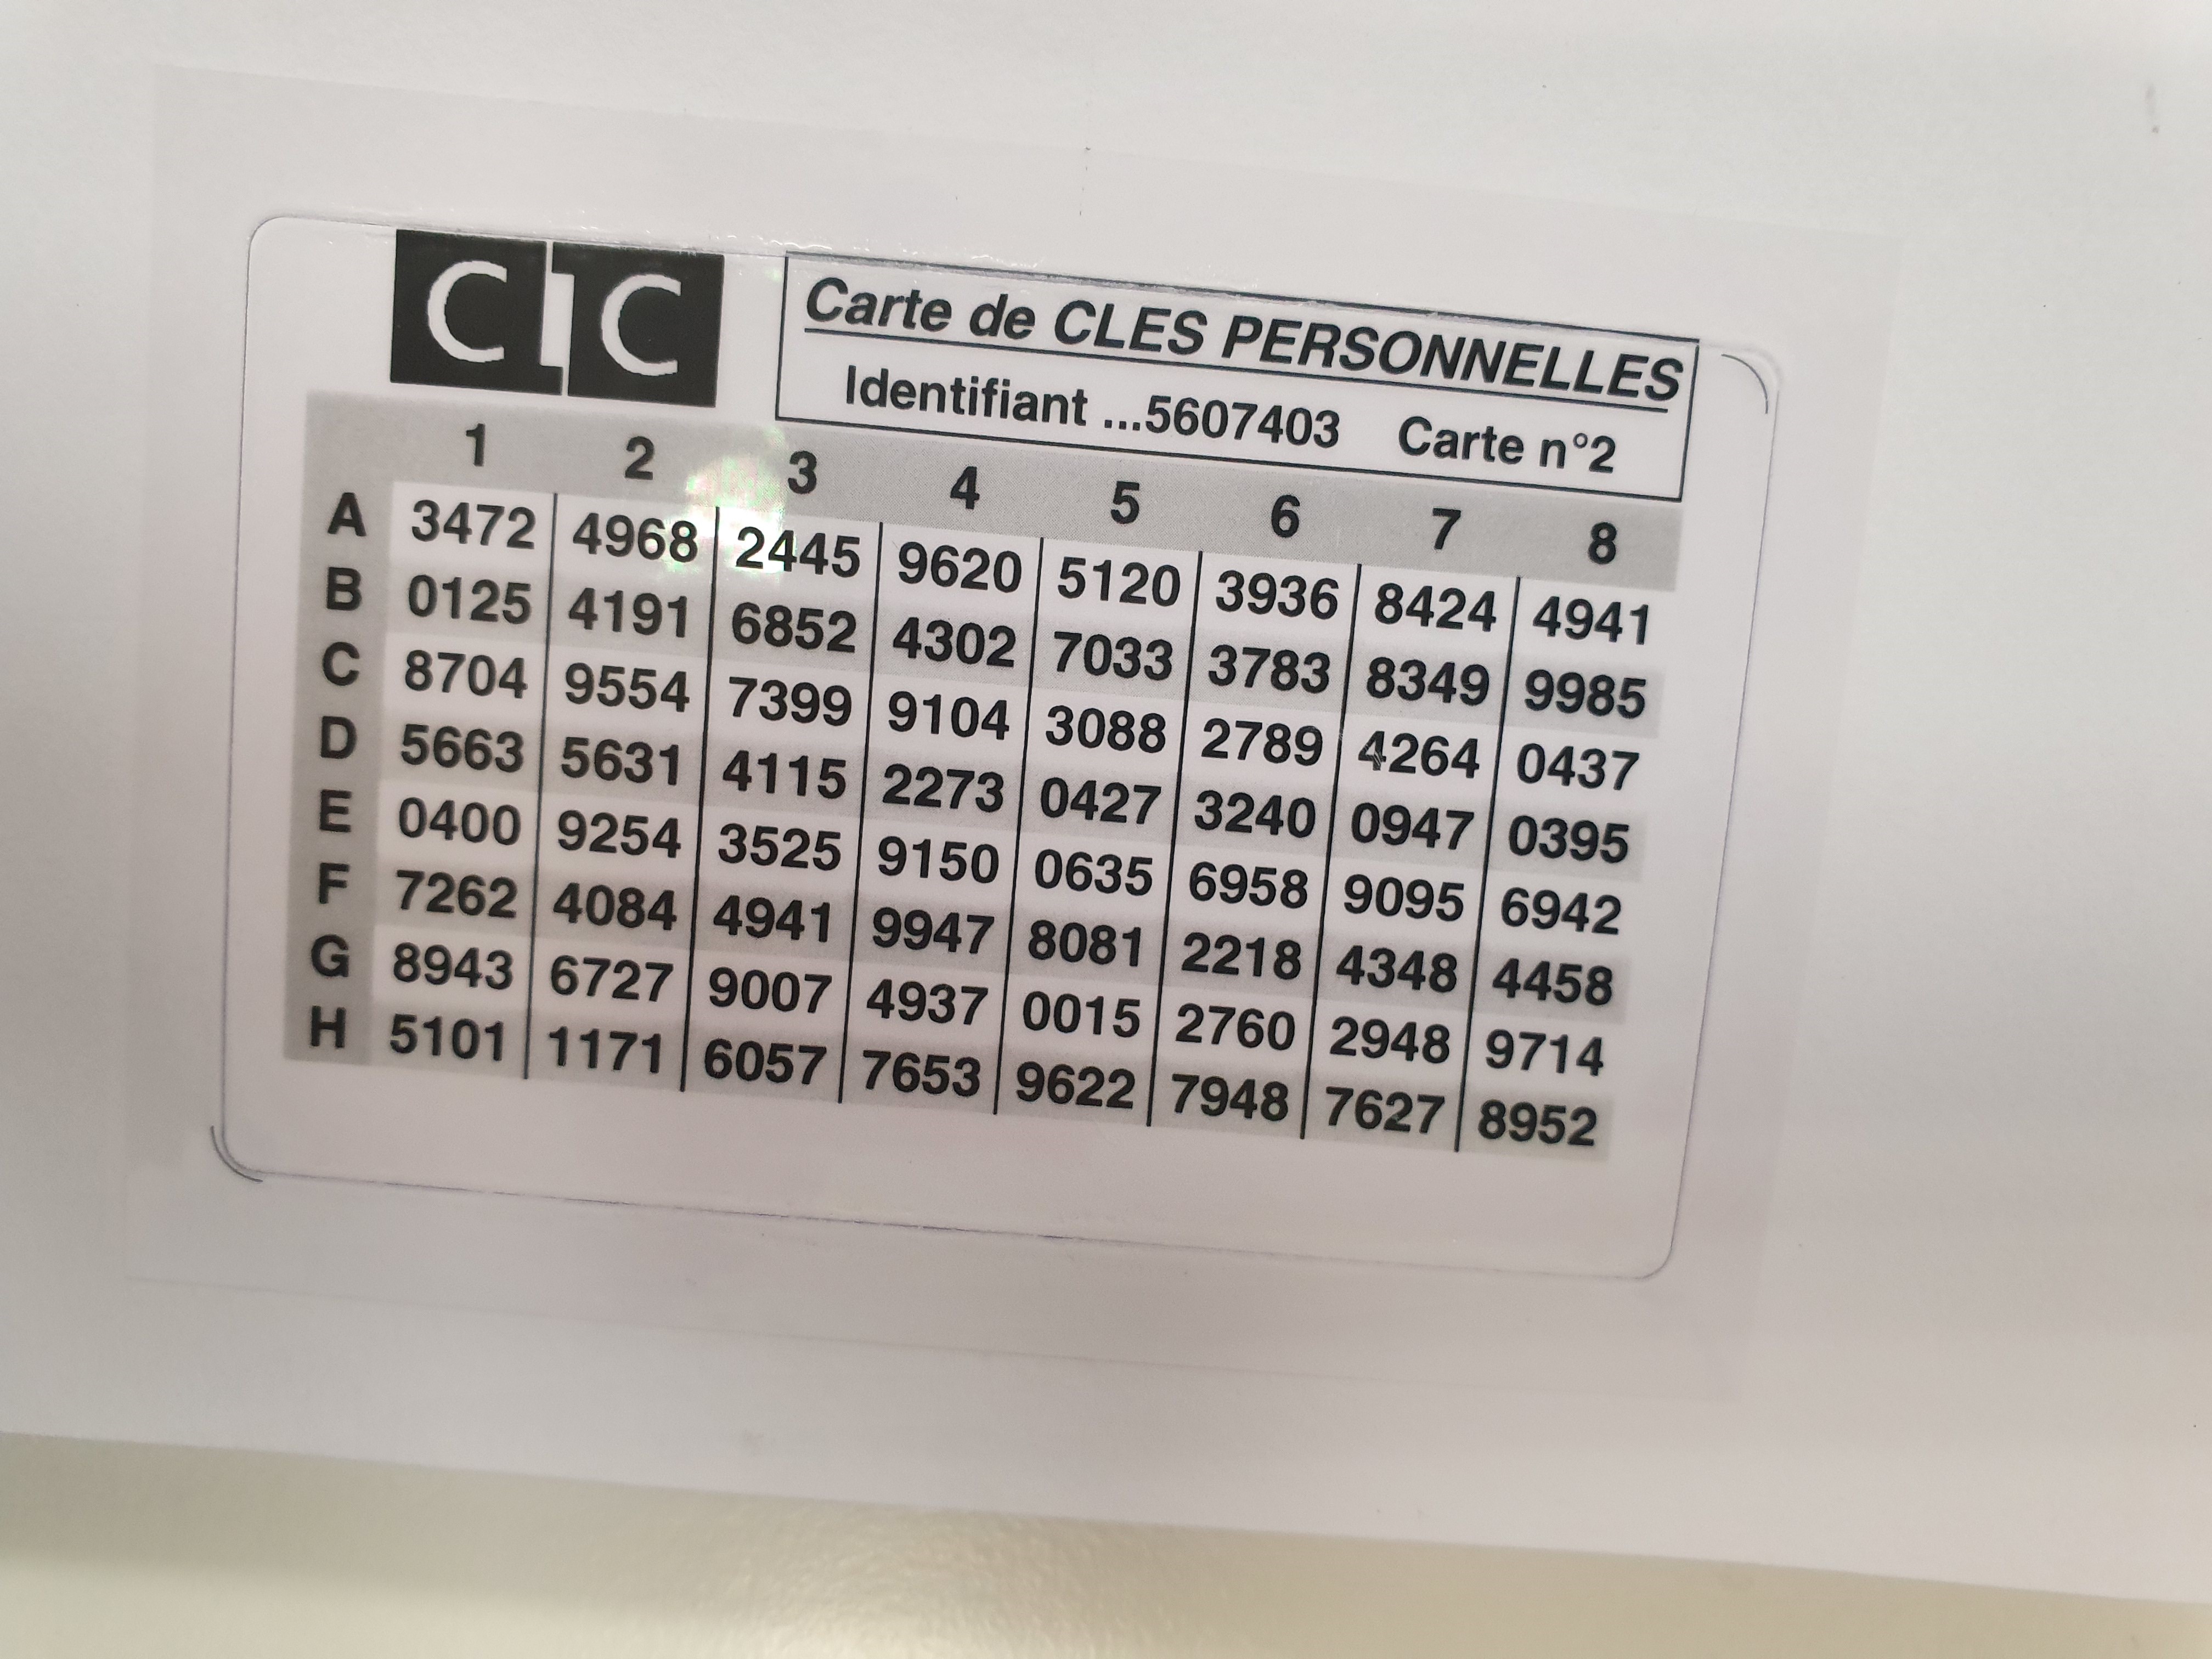 CIC
Carte de CLES PERSONNELLES
Identifiant ...5607403 Carte n°2
1 2 3 4 5 6 7 8
A 3472 4968 2445 9620 5120 3936 8424 4941
B 0125 4191 6852 4302 7033 3783 8349 9985
C 8704 9554 7399 9104 3088 2789 4264 0437
D 5663 5631 4115 2273 0427 3240 0947 0395
E 0400 9254 3525 9150 0635 6958 9095 6942
F 7262 4084 4941 9947 8081 2218 4348 4458
G 8943 6727 9007 4937 0015 2760 2948 9714
H 5101 1171 6057 7653 9622 7948 7627 8952